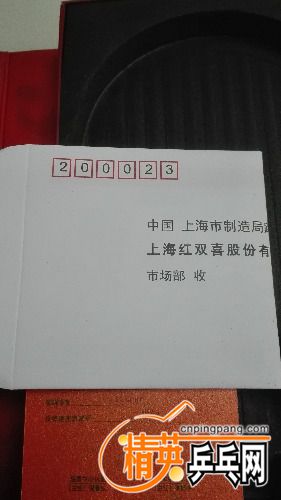 200023
中国 上海市制造局
上海红双喜股份有
市场部 收
cnpingpang.com
精英乒乓网